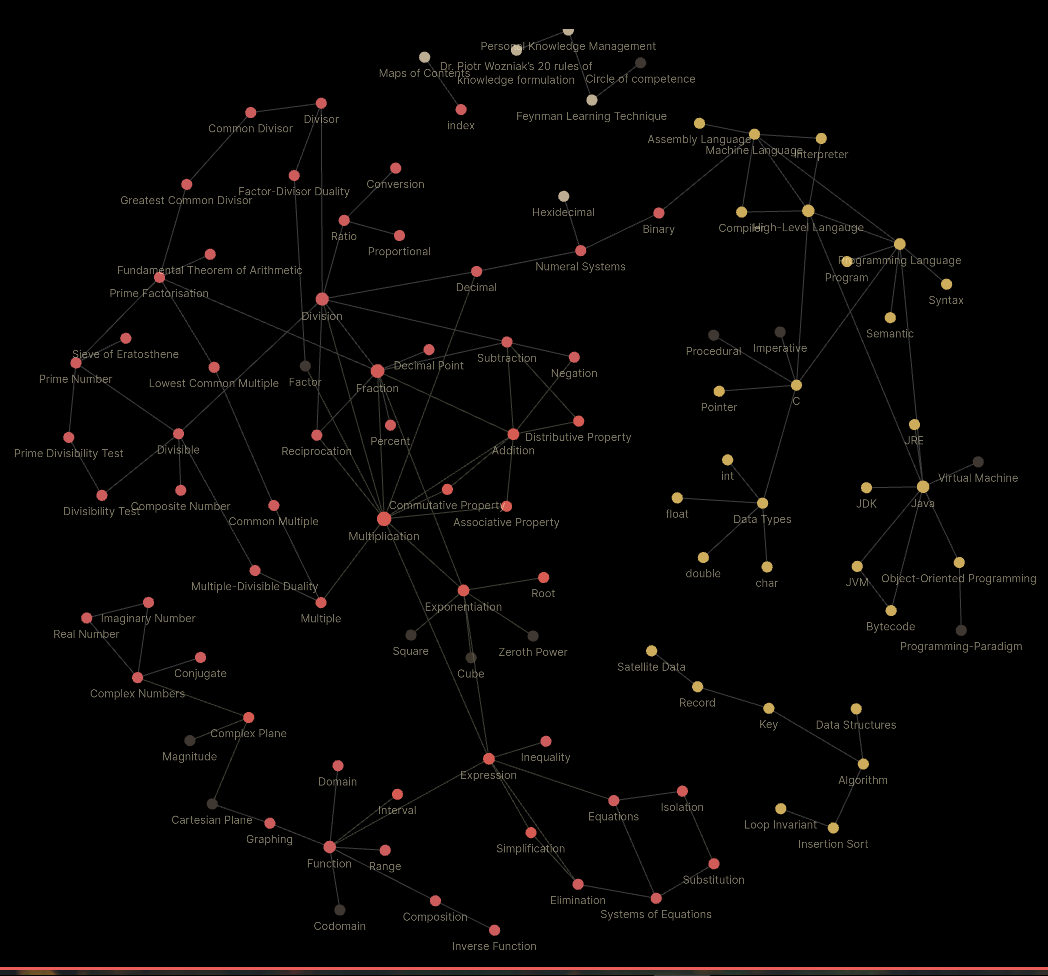 Personal Knowledge Management
Dr. Piotr Wozniak's 20 rules of
knowledge formulation
Maps of Contents
Circle of competence
Feynman Learning Technique
index
Divisor
Common Divisor
Assembly Language
Machine Language
Interpreter
Conversion
Factor-Divisor Duality
Greatest Common Divisor
Hexidecimal
Binary
Compiler
High-Level Langauge
Ratio
Proportional
Numeral Systems
Programming Language
Program
Fundamental Theorem of Arithmetic
Prime Factorisation
Decimal
Syntax
Division
Semantic
Sieve of Eratosthene
Subtraction
Procedural
Imperative
Decimal Point
Negation
Prime Number
Lowest Common Multiple
Factor
Fraction
C
Pointer
Percent
Distributive Property
JRE
Prime Divisibility Test
Divisible
Reciprocation
Addition
int
Virtual Machine
Composite Number
Commutative Property
Divisibility Test
JDK
Java
float
Data Types
Common Multiple
Associative Property
Multiplication
double
char
JVM
Object-Oriented Programming
Multiple-Divisible Duality
Root
Exponentiation
Imaginary Number
Multiple
Real Number
Bytecode
Programming-Paradigm
Square
Zeroth Power
Satellite Data
Conjugate
Cube
Complex Numbers
Record
Key
Data Structures
Complex Plane
Magnitude
Inequality
Expression
Domain
Algorithm
Interval
Isolation
Cartesian Plane
Equations
Loop Invariant
Graphing
Insertion Sort
Simplification
Function
Range
Substitution
Elimination
Composition
Systems of Equations
Codomain
Inverse Function